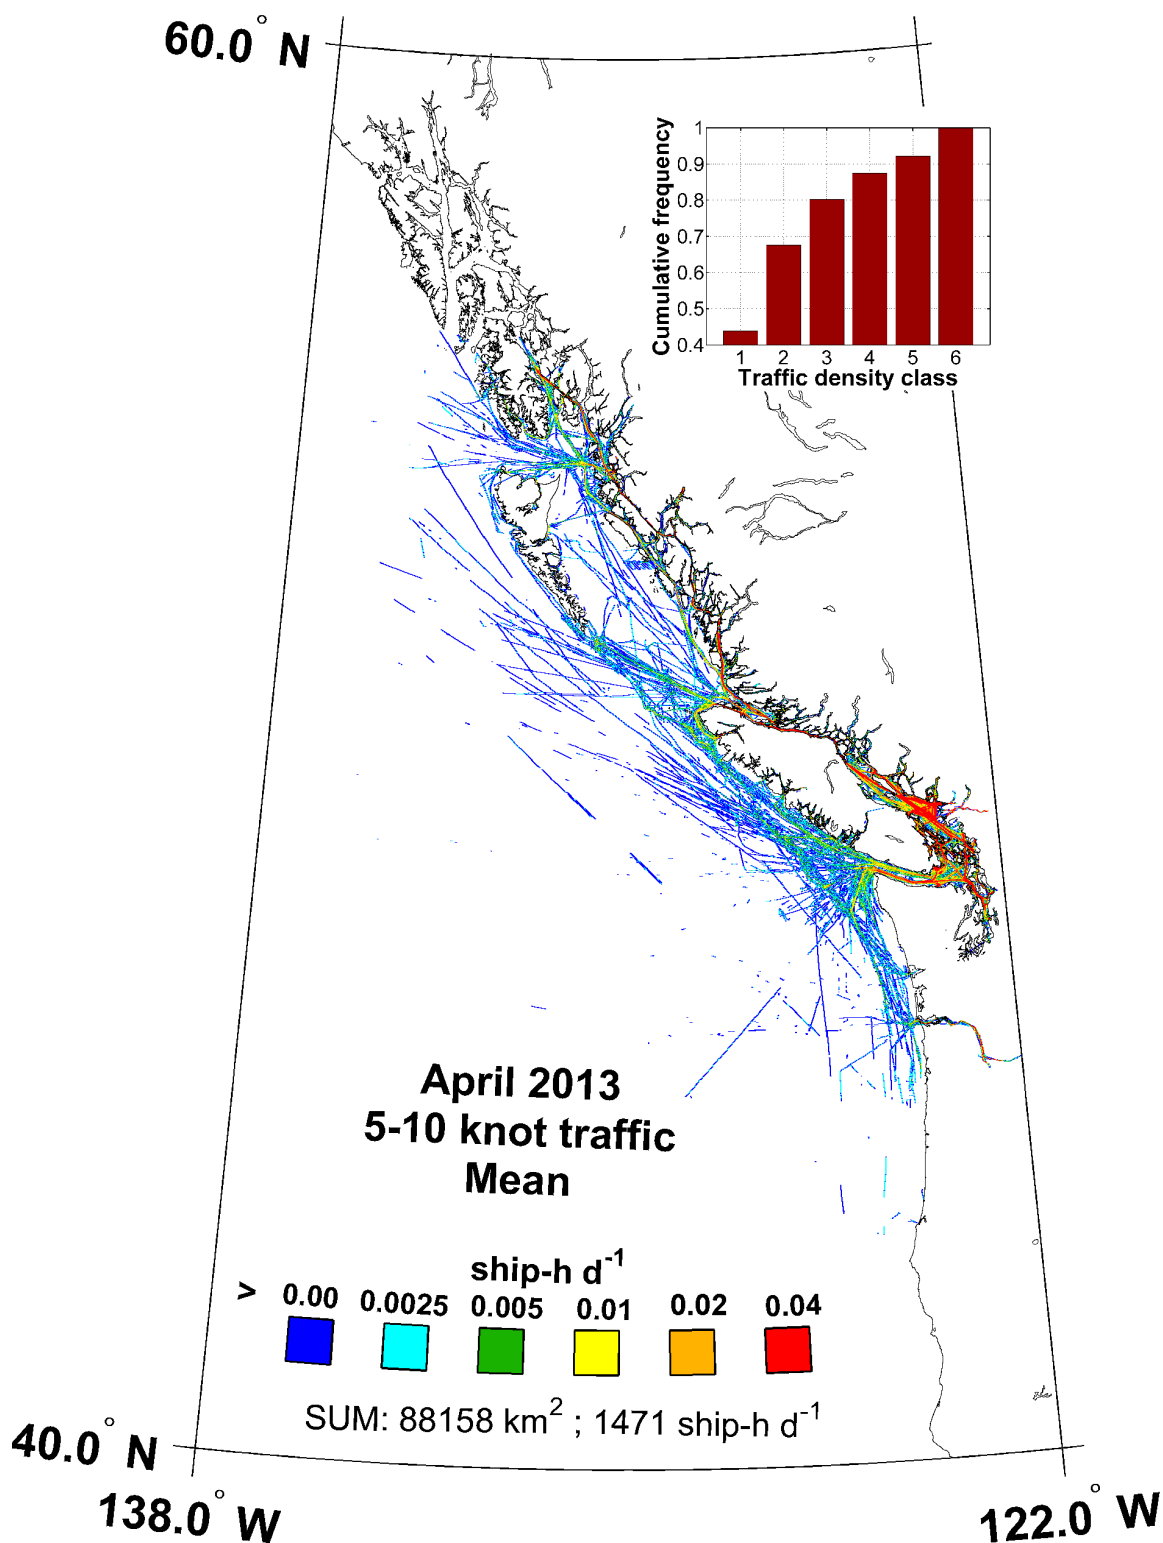 60.0° N
Cumulative frequency
1
0.9
0.8
0.7
0.6
0.5
0.4
1 2 3 4 5 6
Traffic density class
April 2013
5-10 knot traffic
Mean
ship-h d⁻¹
> 0.00 0.0025 0.005 0.01 0.02 0.04
SUM: 88158 km² ; 1471 ship-h d⁻¹
40.0° N
138.0° W
122.0° W